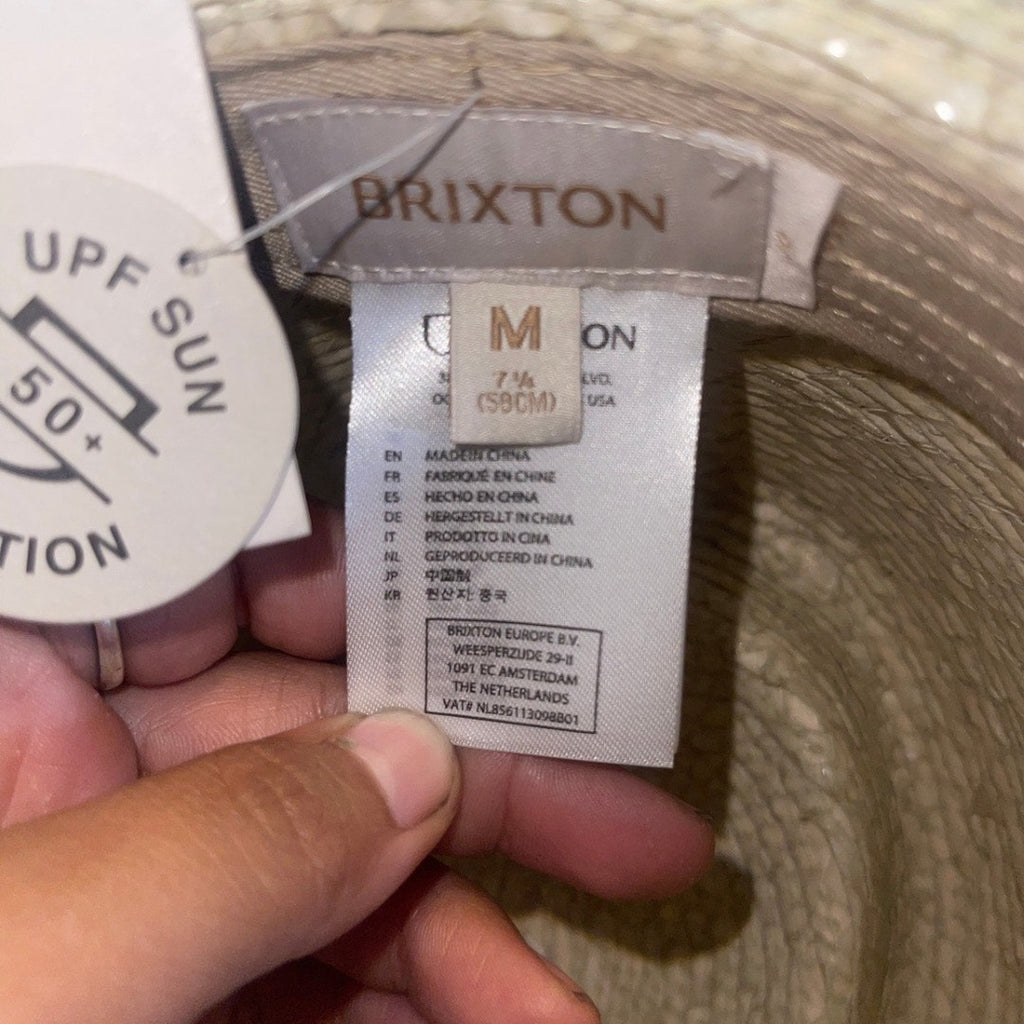 UPF SUN
50+
TION
BRIXTON
M
7 1/4
(58CM)
ON
LVD.
USA
EN MADE IN CHINA
FR FABRIQUÉ EN CHINE
ES HECHO EN CHINA
DE HERGESTELLT IN CHINA
IT PRODOTTO IN CINA
NL GEPRODUCEERD IN CHINA
JP 中国制
KR 원산지: 중국
BRIXTON EUROPE B.V.
WEESPERZIJDE 29-II
1091 EC AMSTERDAM
THE NETHERLANDS
VAT# NL856113098B01